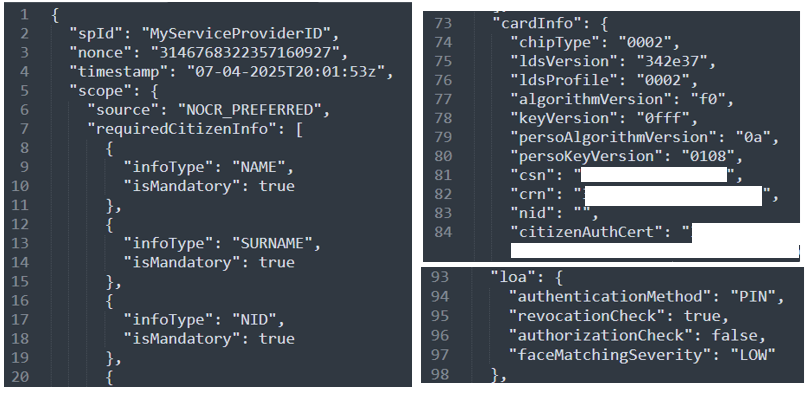 1 {
2 "spId": "MyServiceProviderID",
3 "nonce": "3146768322357160927",
4 "timestamp": "07-04-2025T20:01:53z",
5 "scope": {
6 "source": "NOCR_PREFERRED",
7 "requiredCitizenInfo": [
8 {
9 "infoType": "NAME",
10 "isMandatory": true
11 },
12 {
13 "infoType": "SURNAME",
14 "isMandatory": true
15 },
16 {
17 "infoType": "NID",
18 "isMandatory": true
19 },
20 {
73 "cardInfo": {
74 "chipType": "0002",
75 "ldsVersion": "342e37",
76 "ldsProfile": "0002",
77 "algorithmVersion": "f0",
78 "keyVersion": "0fff",
79 "persoAlgorithmVersion": "0a",
80 "persoKeyVersion": "0108",
81 "csn": "",
82 "crn": "",
83 "nid": "",
84 "citizenAuthCert": "
93 "loa": {
94 "authenticationMethod": "PIN",
95 "revocationCheck": true,
96 "authorizationCheck": false,
97 "faceMatchingSeverity": "LOW"
98 },